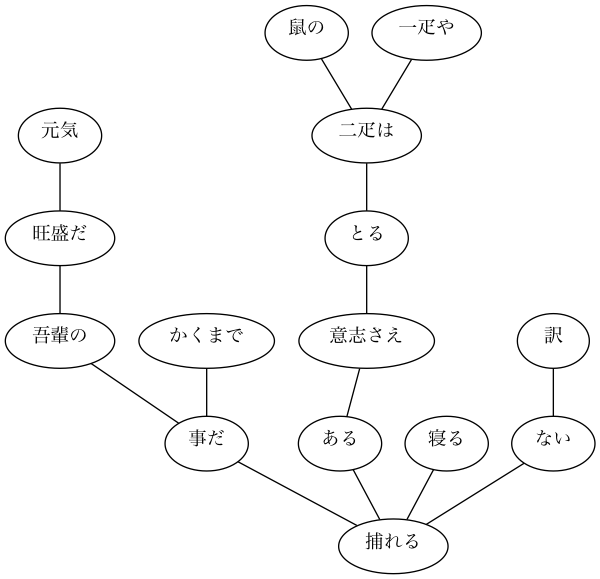 鼠の 一疋や
元気 二疋は
旺盛だ とる
吾輩の かくまで 意志さえ 訳
事だ ある 寝る ない
捕れる